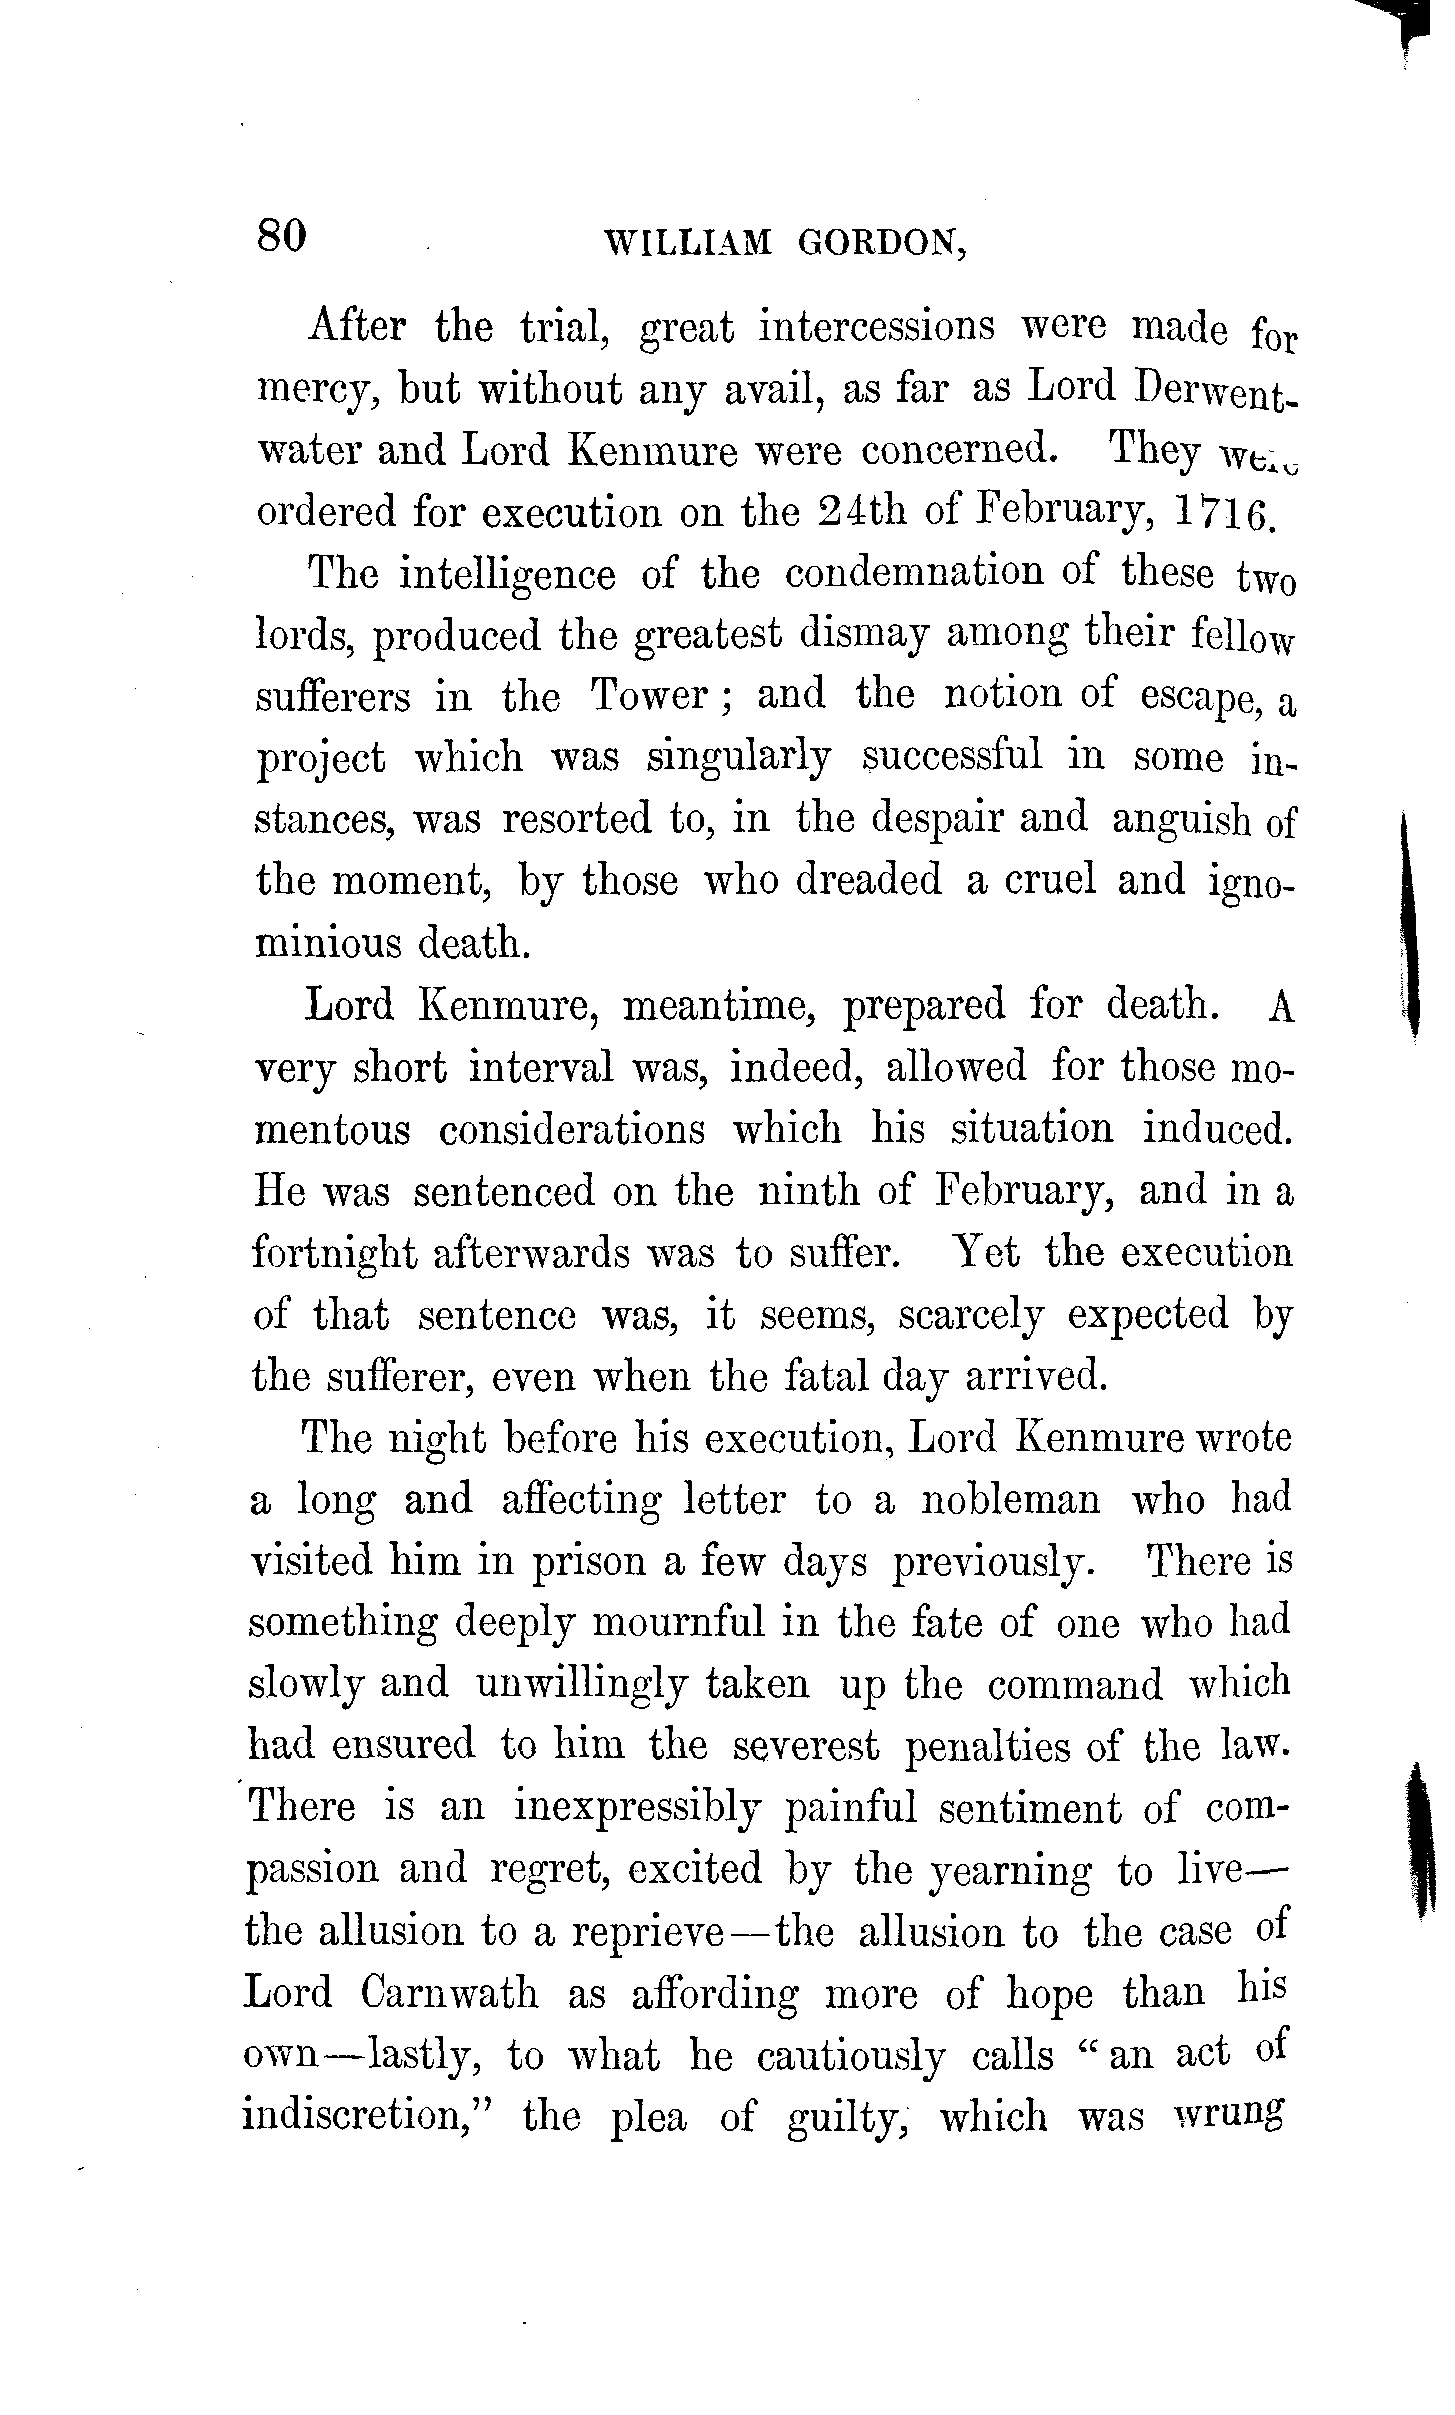 80 WILLIAM GORDON,
After the trial, great intercessions were made for
mercy, but without any avail, as far as Lord Derwent-
water and Lord Kenmure were concerned. They were
ordered for execution on the 24th of February, 1716.
The intelligence of the condemnation of these two
lords, produced the greatest dismay among their fellow
sufferers in the Tower ; and the notion of escape, a
project which was singularly successful in some in-
stances, was resorted to, in the despair and anguish of
the moment, by those who dreaded a cruel and igno-
minious death.
Lord Kenmure, meantime, prepared for death. A
very short interval was, indeed, allowed for those mo-
mentous considerations which his situation induced.
He was sentenced on the ninth of February, and in a
fortnight afterwards was to suffer. Yet the execution
of that sentence was, it seems, scarcely expected by
the sufferer, even when the fatal day arrived.
The night before his execution, Lord Kenmure wrote
a long and affecting letter to a nobleman who had
visited him in prison a few days previously. There is
something deeply mournful in the fate of one who had
slowly and unwillingly taken up the command which
had ensured to him the severest penalties of the law.
There is an inexpressibly painful sentiment of com-
passion and regret, excited by the yearning to live—
the allusion to a reprieve—the allusion to the case of
Lord Carnwath as affording more of hope than his
own—lastly, to what he cautiously calls “ an act of
indiscretion,” the plea of guilty, which was wrung